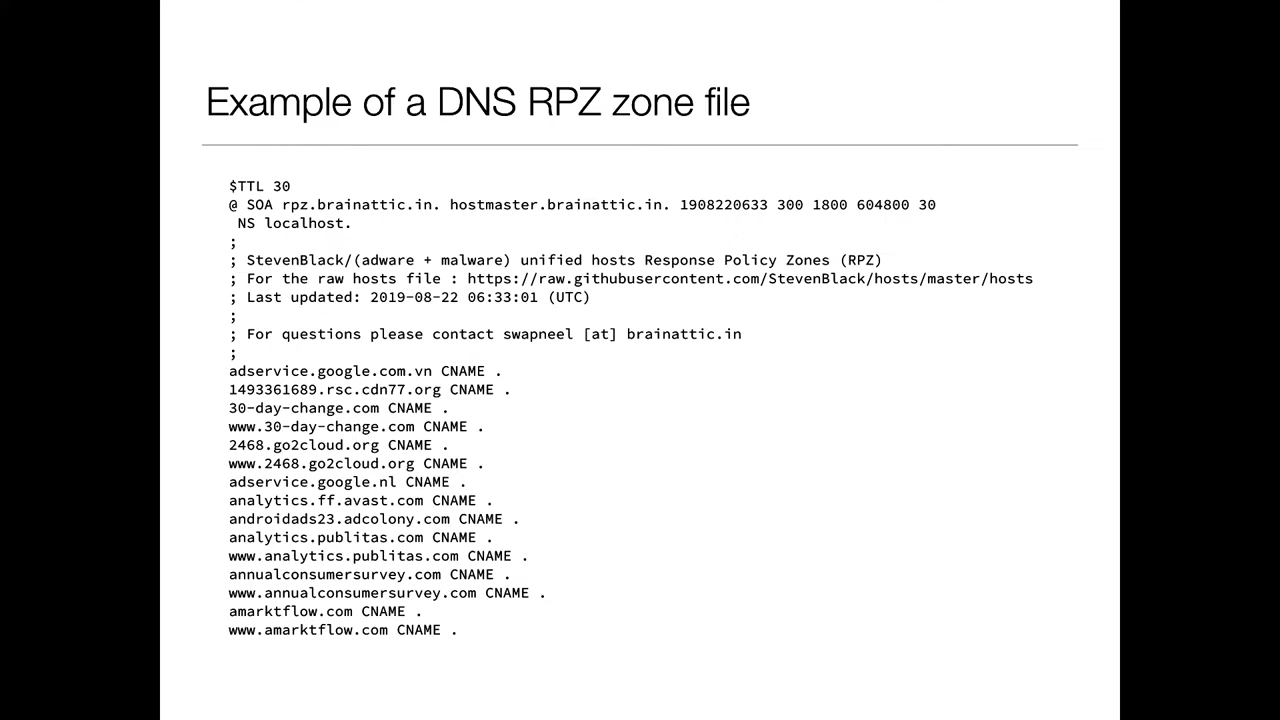 Example of a DNS RPZ zone file
$TTL 30
@ SOA rpz.brainattic.in. hostmaster.brainattic.in. 1908220633 300 1800 604800 30
 NS localhost.
;
; StevenBlack/(adware + malware) unified hosts Response Policy Zones (RPZ)
; For the raw hosts file : https://raw.githubusercontent.com/StevenBlack/hosts/master/hosts
; Last updated: 2019-08-22 06:33:01 (UTC)
;
; For questions please contact swapneel [at] brainattic.in
;
adservice.google.com.vn CNAME .
1493361689.rsc.cdn77.org CNAME .
30-day-change.com CNAME .
www.30-day-change.com CNAME .
2468.go2cloud.org CNAME .
www.2468.go2cloud.org CNAME .
adservice.google.nl CNAME .
analytics.ff.avast.com CNAME .
androidads23.adcolony.com CNAME .
analytics.publitas.com CNAME .
www.analytics.publitas.com CNAME .
annualconsumersurvey.com CNAME .
www.annualconsumersurvey.com CNAME .
amarktflow.com CNAME .
www.amarktflow.com CNAME .